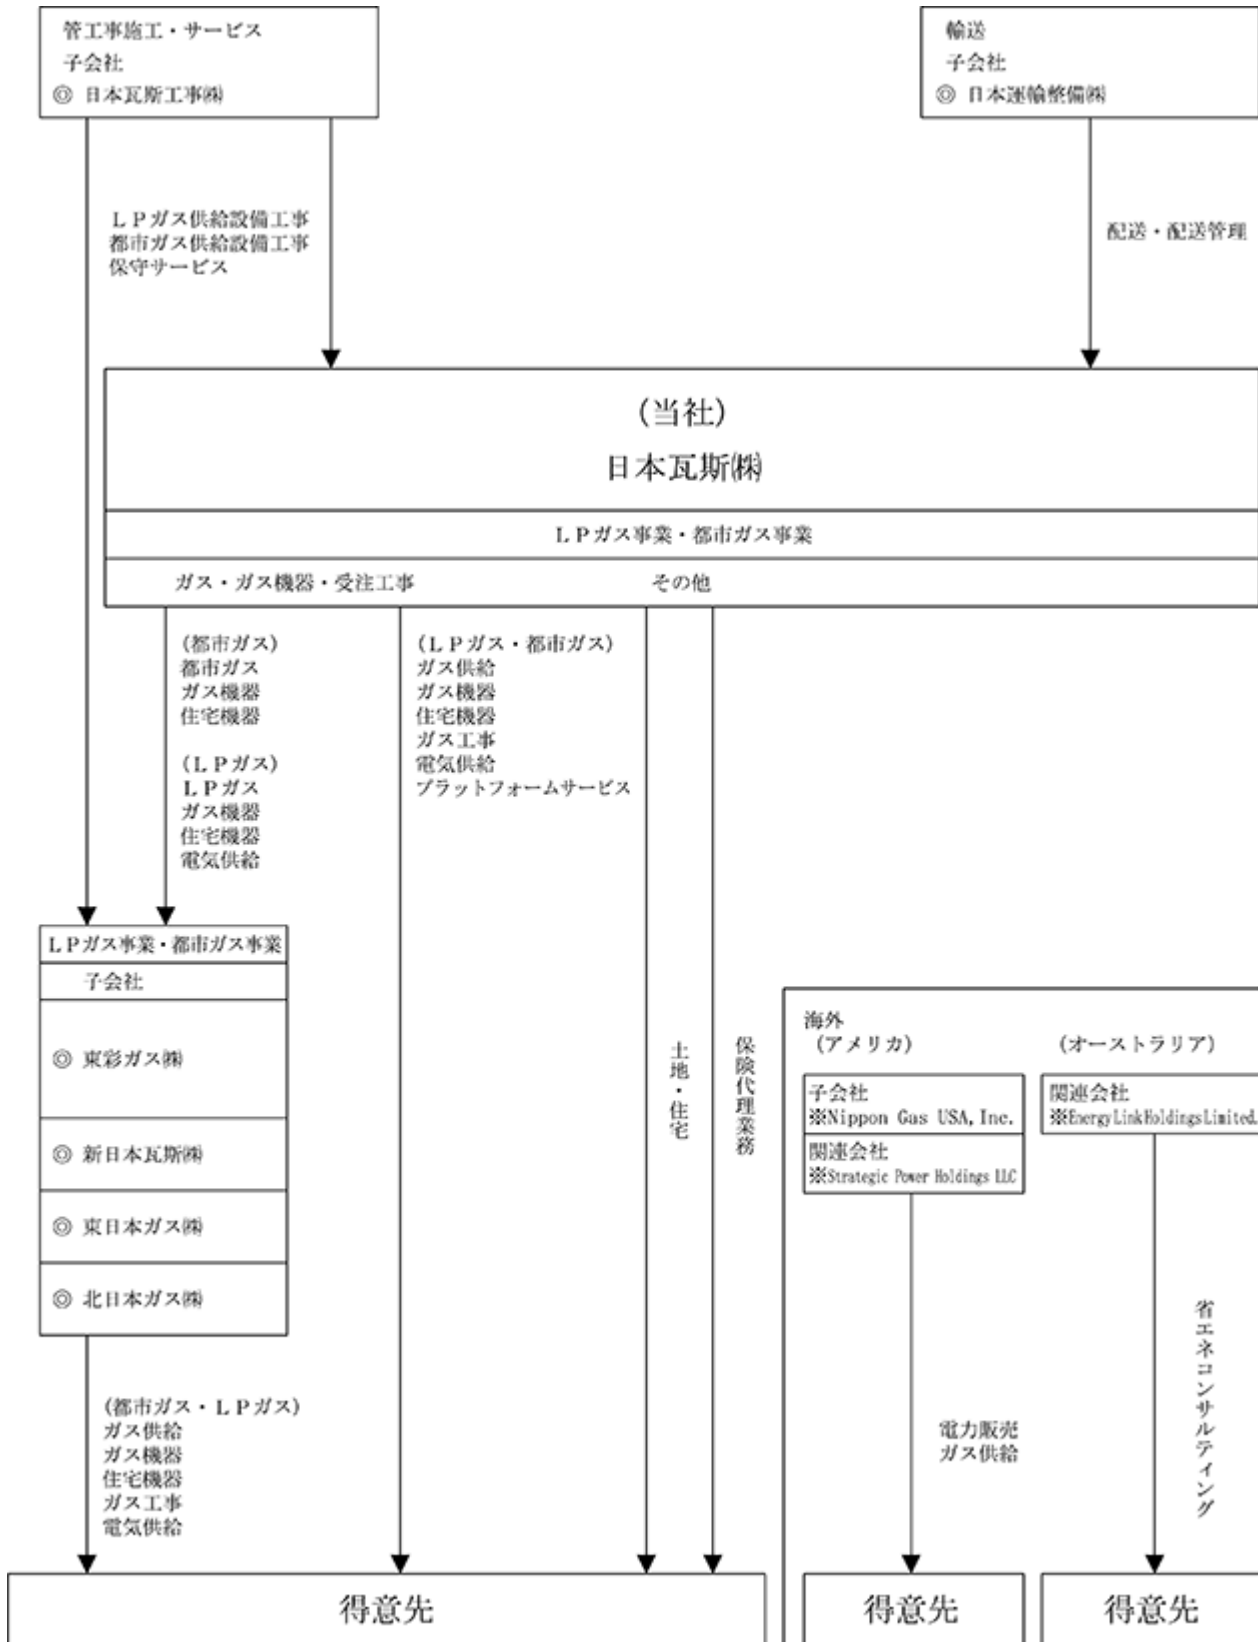 管工事施工・サービス
子会社
◎ 日本瓦斯工事㈱
輸送
子会社
◎ 日本運輸整備㈱
ＬＰガス供給設備工事
都市ガス供給設備工事
保守サービス
配送・配送管理
(当社)
日本瓦斯㈱
ＬＰガス事業・都市ガス事業
ガス・ガス機器・受注工事
その他
(都市ガス)
都市ガス
ガス機器
住宅機器
(ＬＰガス)
ＬＰガス
ガス機器
住宅機器
電気供給
(ＬＰガス・都市ガス)
ガス供給
ガス機器
住宅機器
ガス工事
電気供給
プラットフォームサービス
ＬＰガス事業・都市ガス事業
子会社
◎ 東彩ガス㈱
◎ 新日本瓦斯㈱
◎ 東日本ガス㈱
◎ 北日本ガス㈱
土地・住宅
保険代理業務
海外
(アメリカ)
(オーストラリア)
子会社
※Nippon Gas USA, Inc.
関連会社
※Strategic Power Holdings LLC
関連会社
※EnergyLinkHoldingsLimited.
(都市ガス・ＬＰガス)
ガス供給
ガス機器
住宅機器
ガス工事
電気供給
電力販売
ガス供給
省エネコンサルティング
得意先
得意先
得意先